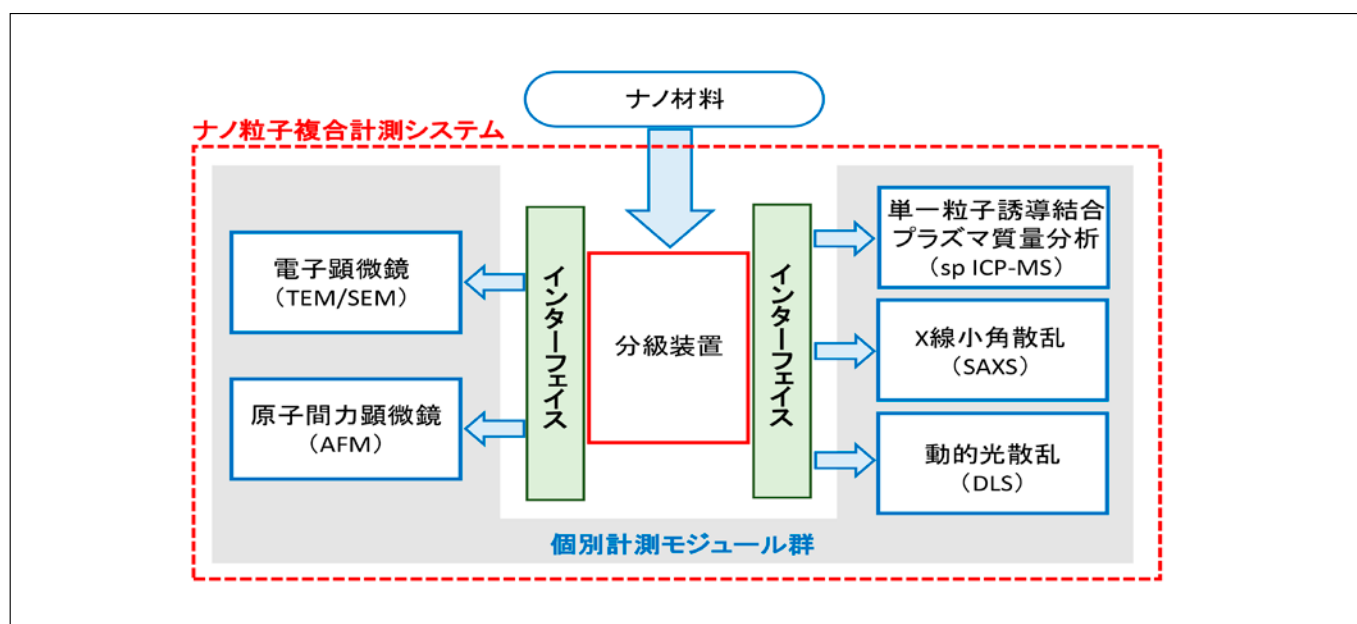 ナノ材料
ナノ粒子複合計測システム
電子顕微鏡
（TEM/SEM）
原子間力顕微鏡
（AFM）
インターフェイス
分級装置
インターフェイス
単一粒子誘導結合
プラズマ質量分析
（sp ICP-MS）
X線小角散乱
（SAXS）
動的光散乱
（DLS）
個別計測モジュール群